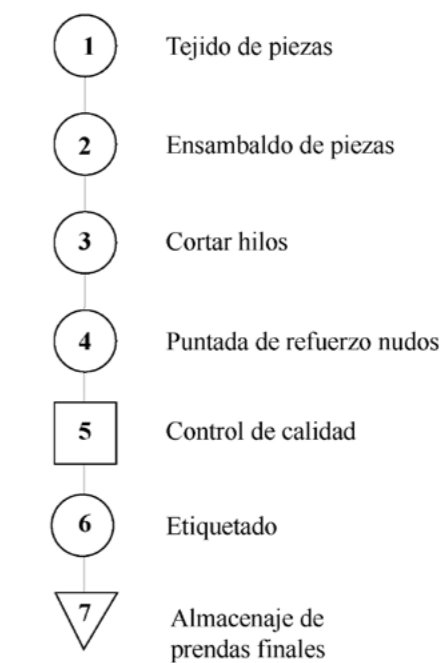 1 Tejido de piezas
2 Ensambaldo de piezas
3 Cortar hilos
4 Puntada de refuerzo nudos
5 Control de calidad
6 Etiquetado
7 Almacenaje de
prendas finales